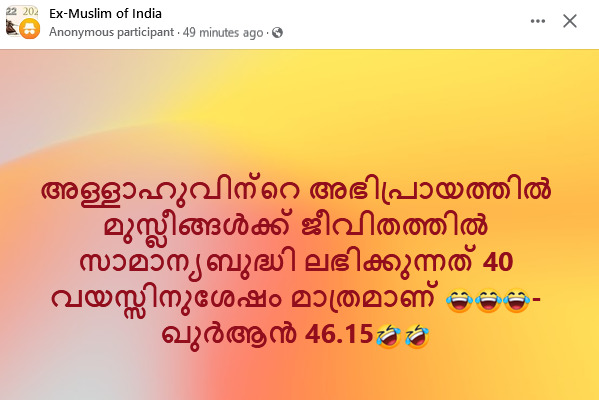 Ex-Muslim of India
Anonymous participant · 49 minutes ago ·
അള്ളാഹുവിന്റെ അഭിപ്രായത്തിൽ
മുസ്ലീങ്ങൾക്ക് ജീവിതത്തിൽ
സാമാന്യബുദ്ധി ലഭിക്കുന്നത് 40
വയസ്സിനുശേഷം മാത്രമാണ് 😂😂😂-
ഖുർആൻ 46.15🤣🤣